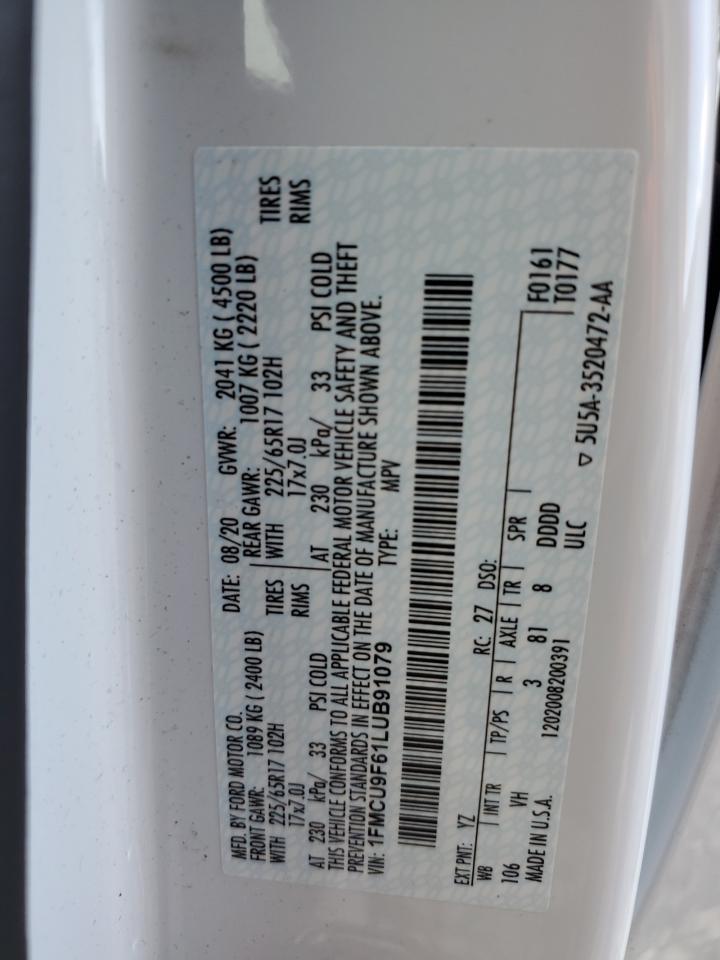 MFD. BY FORD MOTOR CO. DATE: 08/20 GVWR: 2041 KG ( 4500 LB)
FRONT GAWR: 1089 KG ( 2400 LB) REAR GAWR: 1007 KG ( 2220 LB)
WITH 225/65R17 102H TIRES WITH 225/65R17 102H TIRES
17x7.0J RIMS 17x7.0J RIMS
AT 230 kPa/ 33 PSI COLD AT 230 kPa/ 33 PSI COLD
THIS VEHICLE CONFORMS TO ALL APPLICABLE FEDERAL MOTOR VEHICLE SAFETY AND THEFT
PREVENTION STANDARDS IN EFFECT ON THE DATE OF MANUFACTURE SHOWN ABOVE.
VIN: 1FMCU9F61LUB91079 TYPE: MPV
EXT PNT: YZ RC: 27 DSO:
WB INT TR TP/PS R AXLE TR SPR F0161
106 VH 3 81 8 DDDD T0177
MADE IN U.S.A. 1202008200391 ULC ▽ 5U5A-3520472-AA